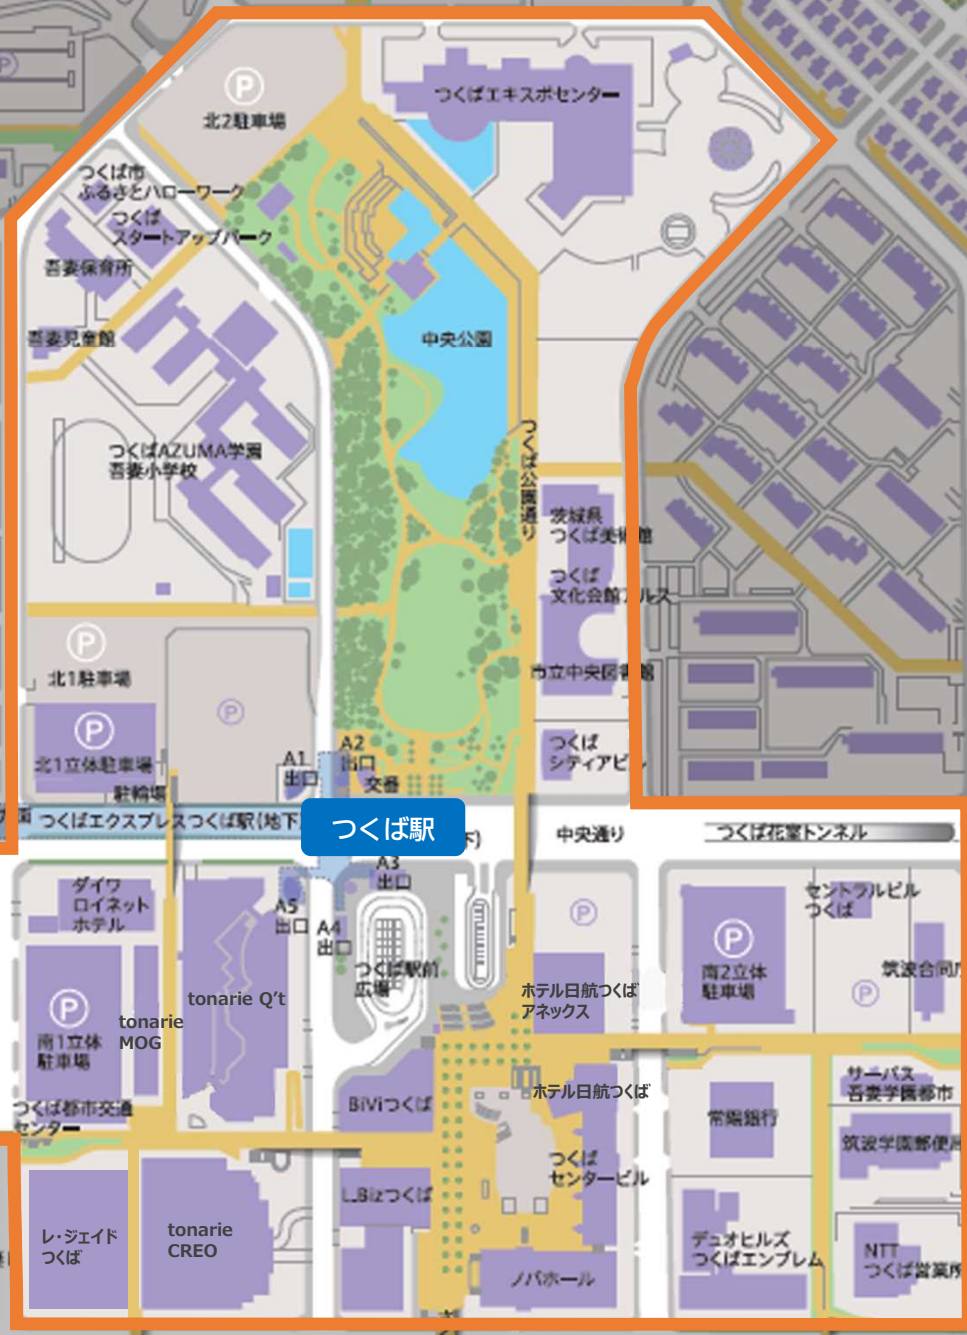 P
P
北2駐車場
つくばエキスポセンター
つくば市
ふるさとハローワーク
つくば
スタートアップパーク
吾妻保育所
吾妻児童館
中央公園
つくばAZUMA学園
吾妻小学校
つくば公園通り
茨城県
つくば美術館
つくば
文化会館アルス
市立中央図書館
P
北1駐車場
P
P
北1立体駐車場
駐輪場
A1
出口
A2
出口
交番
つくば
シティアビル
つくばエクスプレスつくば駅(地下
つくば駅
下)
中央通り
つくば花室トンネル
A3
出口
A5
出口
A4
出口
つくば駅前
広場
ダイワ
ロイネット
ホテル
P
南1立体
駐車場
tonarie
MOG
tonarie Q't
P
ホテル日航つくば
アネックス
P
南2立体
駐車場
セントラルビル
つくば
P
筑波合同庁
つくば都市交通
センター
BiViつくば
ホテル日航つくば
常陽銀行
サーパス
吾妻学園都市
筑波学園郵便局
つくば
センタービル
L.Bizつくば
レ・ジェイド
つくば
tonarie
CREO
ノバホール
デュオヒルズ
つくばエンブレム
NTT
つくば営業所